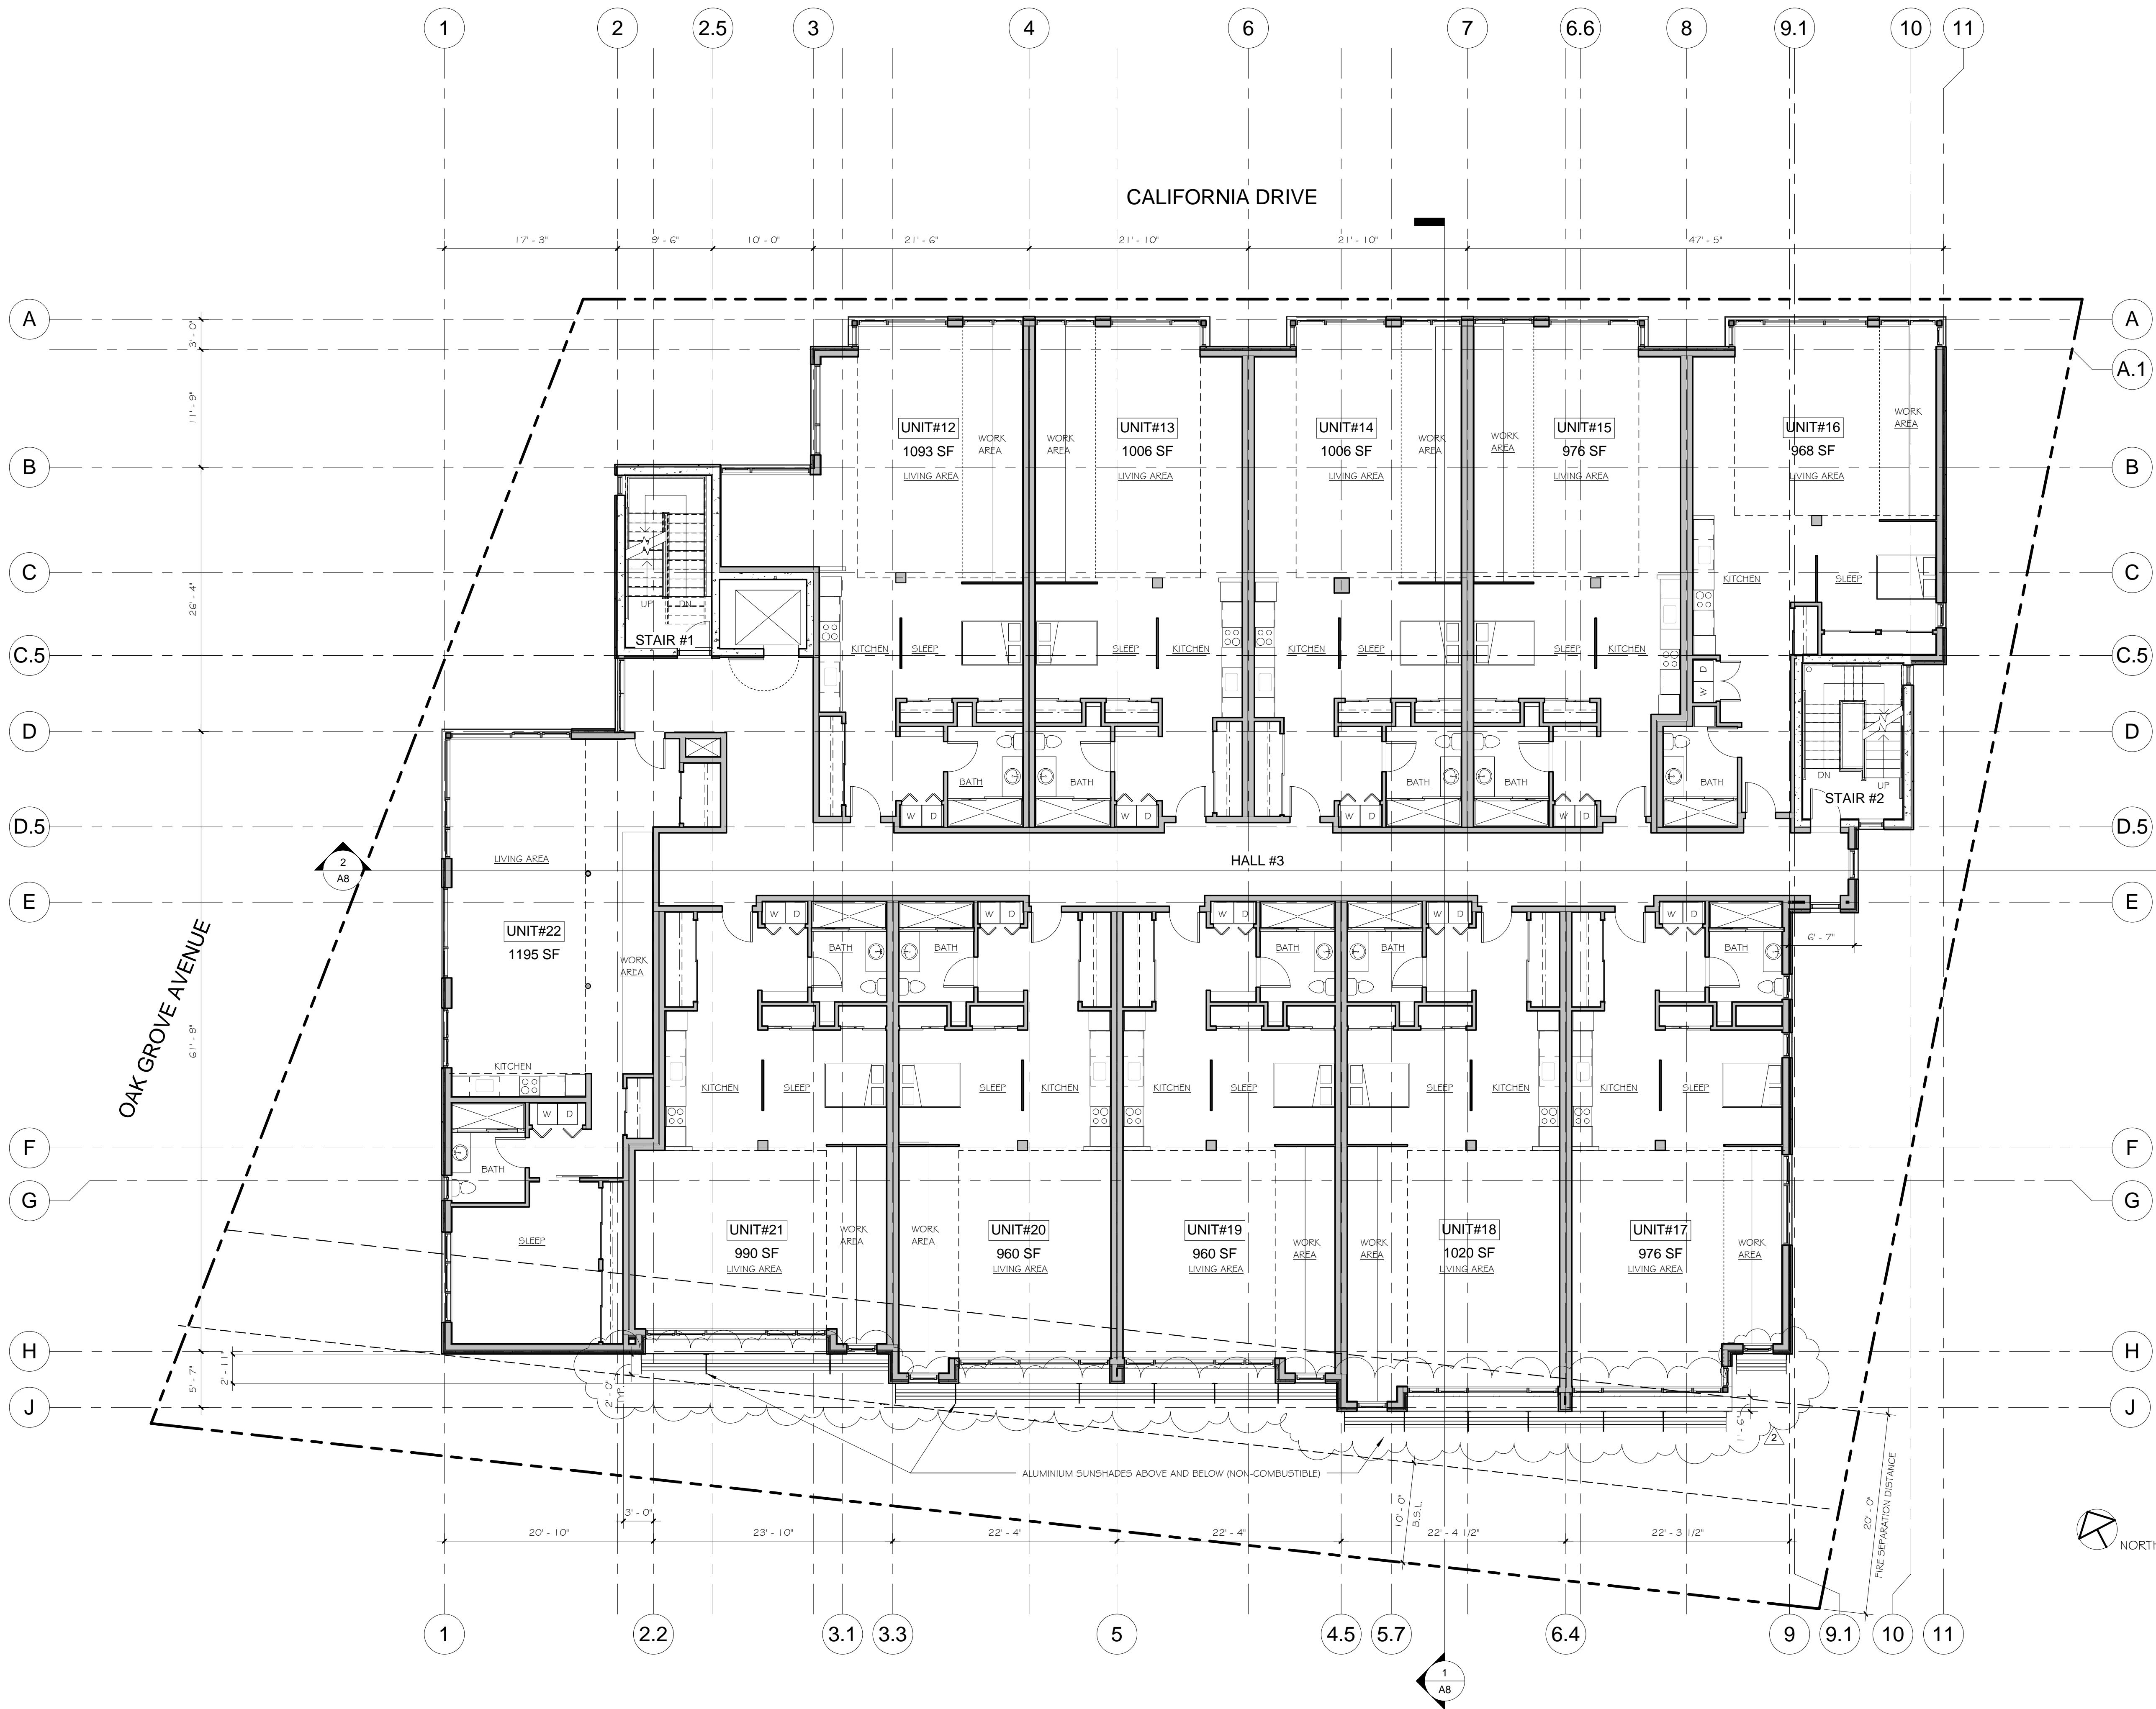 1 2 2.5 3 4 6 7 6.6 8 9.1 10 11
CALIFORNIA DRIVE
17' - 3" 9' - 6" 10' - 0" 21' - 6" 21' - 10" 21' - 10" 47' - 5"
A A
3' - 0"
A.1
11' - 9"
UNIT#12 UNIT#13 UNIT#14 UNIT#15 UNIT#16
1093 SF 1006 SF 1006 SF 976 SF 968 SF
WORK WORK WORK WORK WORK
AREA AREA AREA AREA AREA
LIVING AREA LIVING AREA LIVING AREA LIVING AREA LIVING AREA
B B
C C
26' - 4"
KITCHEN SLEEP
UP DN
STAIR #1
C.5 C.5
KITCHEN SLEEP SLEEP KITCHEN KITCHEN SLEEP SLEEP KITCHEN
D
W
D D
BATH BATH BATH BATH BATH
DN UP
STAIR #2
W D W D W D W D
D.5 D.5
LIVING AREA
HALL #3
2
A8
E E
W D W D W D W D W D
UNIT#22
1195 SF
WORK
AREA
BATH BATH BATH BATH BATH
6' - 7"
OAK GROVE AVENUE
61' - 9"
KITCHEN
KITCHEN SLEEP SLEEP KITCHEN KITCHEN SLEEP SLEEP KITCHEN KITCHEN SLEEP
W D
BATH
F F
G G
SLEEP
UNIT#21 UNIT#20 UNIT#19 UNIT#18 UNIT#17
990 SF 960 SF 960 SF 1020 SF 976 SF
LIVING AREA LIVING AREA LIVING AREA LIVING AREA LIVING AREA
WORK WORK WORK WORK WORK
AREA AREA AREA AREA AREA
H H
2' - 11"
5' - 7"
2' - 0"
TYP.
J J
1' - 6"
2
ALUMINIUM SUNSHADES ABOVE AND BELOW (NON-COMBUSTIBLE)
10' - 0"
B.S.L.
20' - 0"
FIRE SEPARATION DISTANCE
3' - 0"
20' - 10" 23' - 10" 22' - 4" 22' - 4" 22' - 4 1/2" 22' - 3 1/2"
NORTH
1 2.2 3.1 3.3 5 4.5 5.7 6.4 9 9.1 10 11
1
A8